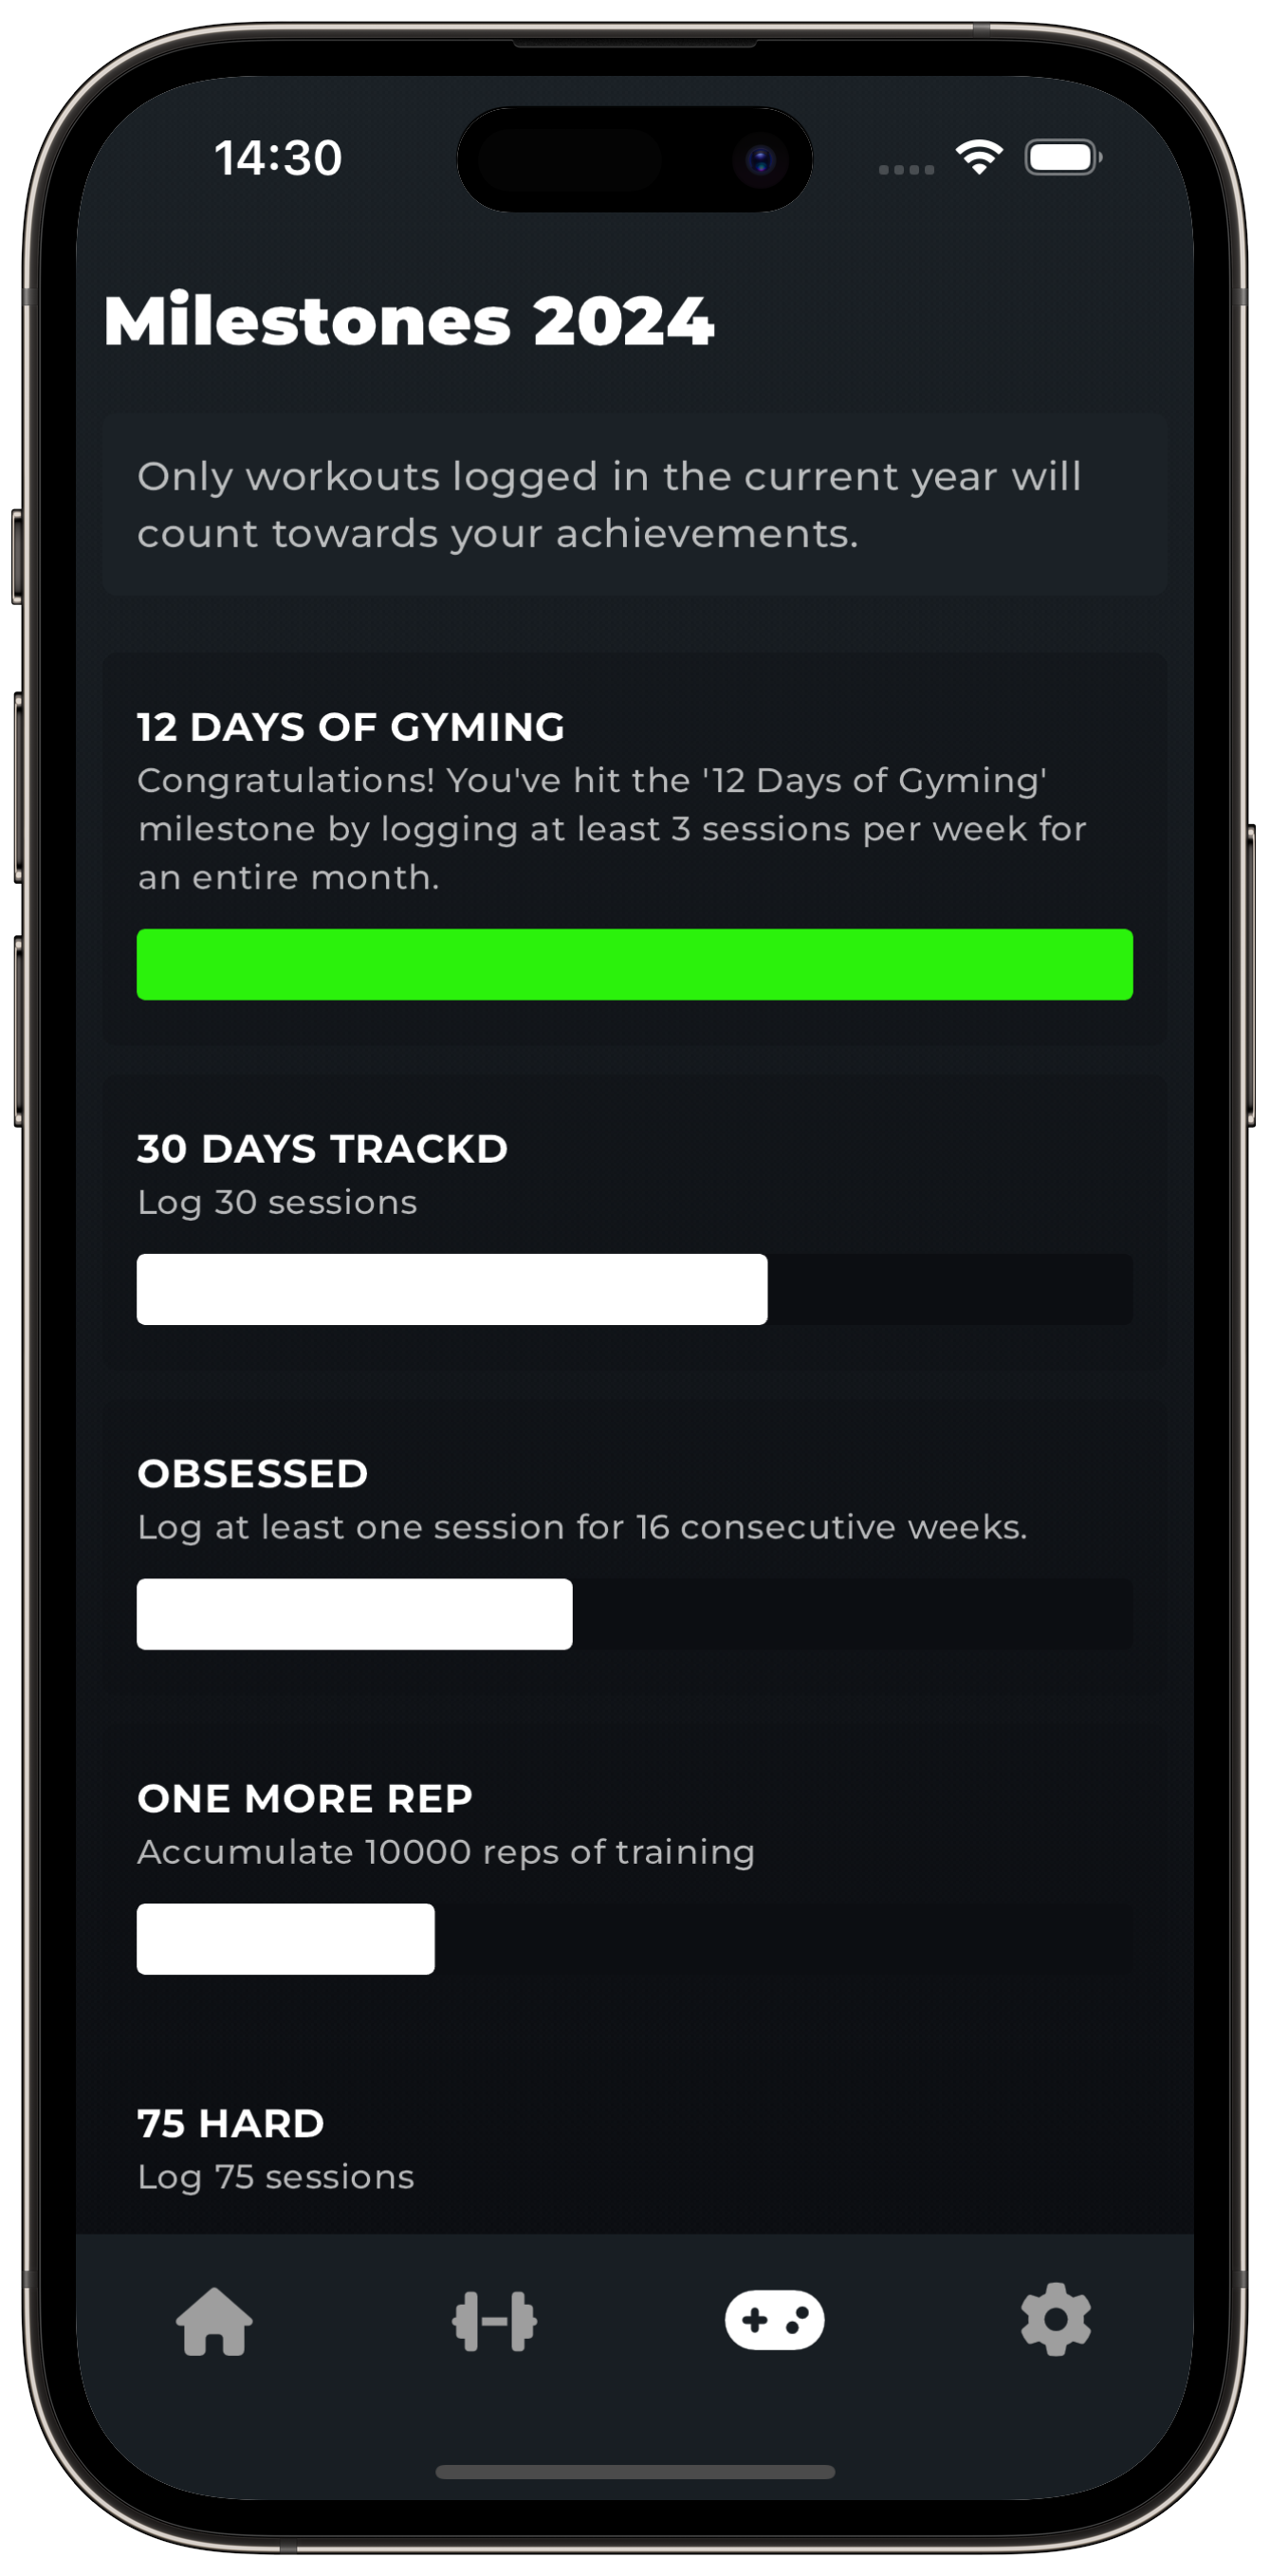 14:30
Milestones 2024
Only workouts logged in the current year will
count towards your achievements.
12 DAYS OF GYMING
Congratulations! You've hit the '12 Days of Gyming'
milestone by logging at least 3 sessions per week for
an entire month.
30 DAYS TRACKD
Log 30 sessions
OBSESSED
Log at least one session for 16 consecutive weeks.
ONE MORE REP
Accumulate 10000 reps of training
75 HARD
Log 75 sessions